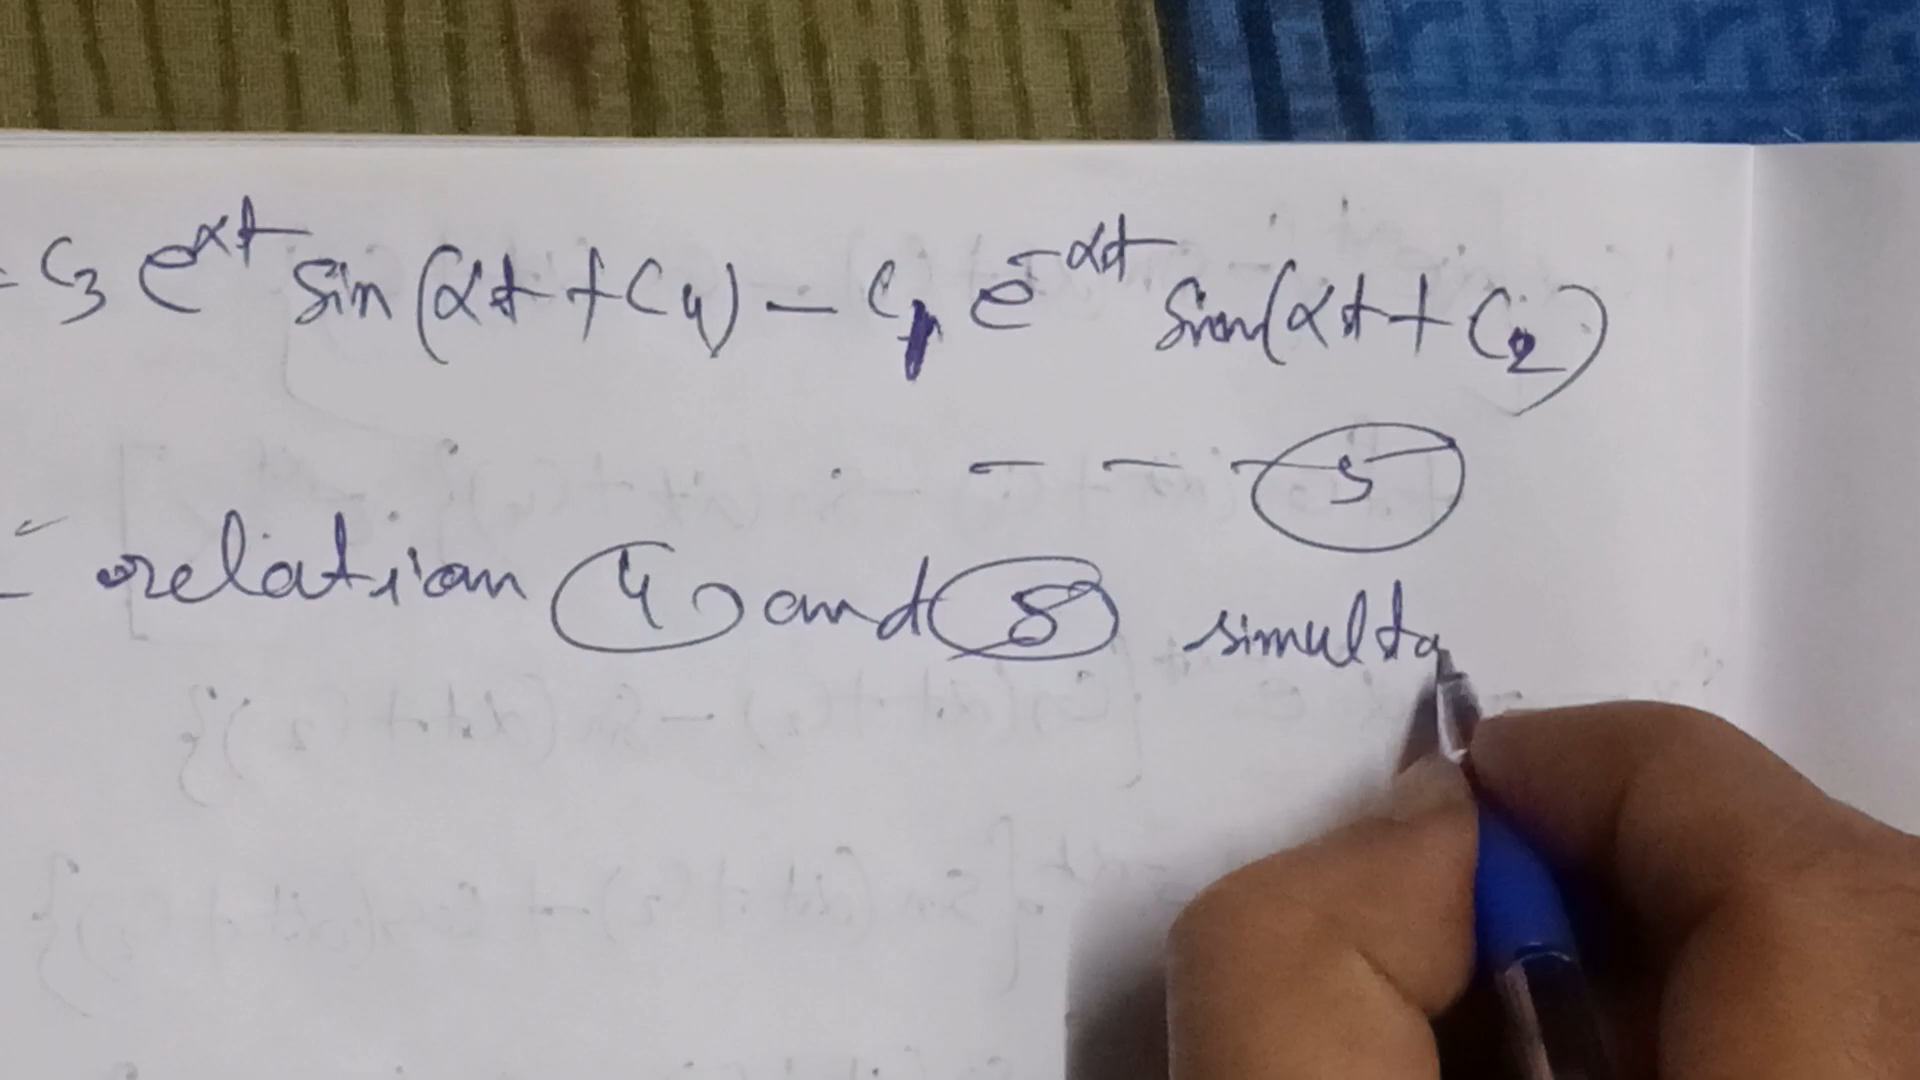 = C₃ e^αt sin(αt + C₄) - C₁ e^-αt sin(αt + C₂)
- - - 5
relation 4 and 5 simulta